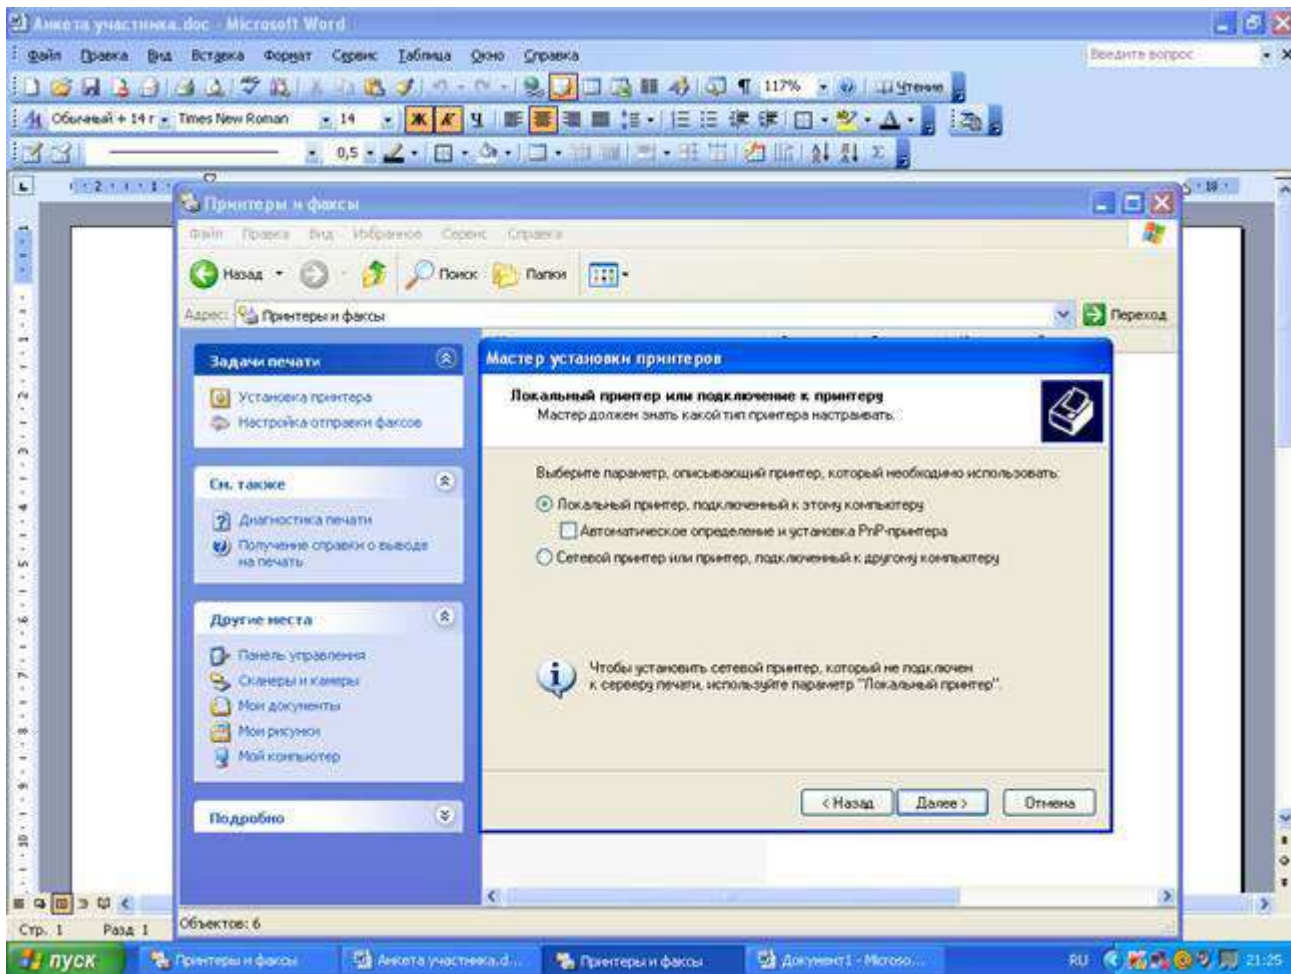 Анкета участника.doc - Microsoft Word
Файл Правка Вид Вставка Формат Сервис Таблица Окно Справка Введите вопрос
117% Чтение
Обычный + 14 г Times New Roman 14 Ж К Ч
0,5
Принтеры и факсы
Файл Правка Вид Избранное Сервис Справка
Назад Поиск Папки
Адрес: Принтеры и факсы Переход
Задачи печати
Установка принтера
Настройка отправки факсов
См. также
Диагностика печати
Получение справки о выводе
на печать
Другие места
Панель управления
Сканеры и камеры
Мои документы
Мои рисунки
Мой компьютер
Подробно
Мастер установки принтеров
Локальный принтер или подключение к принтеру
Мастер должен знать какой тип принтера настраивать.
Выберите параметр, описывающий принтер, который необходимо использовать:
Локальный принтер, подключенный к этому компьютеру
Автоматическое определение и установка PnP-принтера
Сетевой принтер или принтер, подключенный к другому компьютеру
Чтобы установить сетевой принтер, который не подключен
к серверу печати, используйте параметр "Локальный принтер".
< Назад Далее > Отмена
Объектов: 6
Стр. 1 Разд 1
пуск Принтеры и факсы Анкета участника.d... Принтеры и факсы Документ1 - Microso... RU 21:25